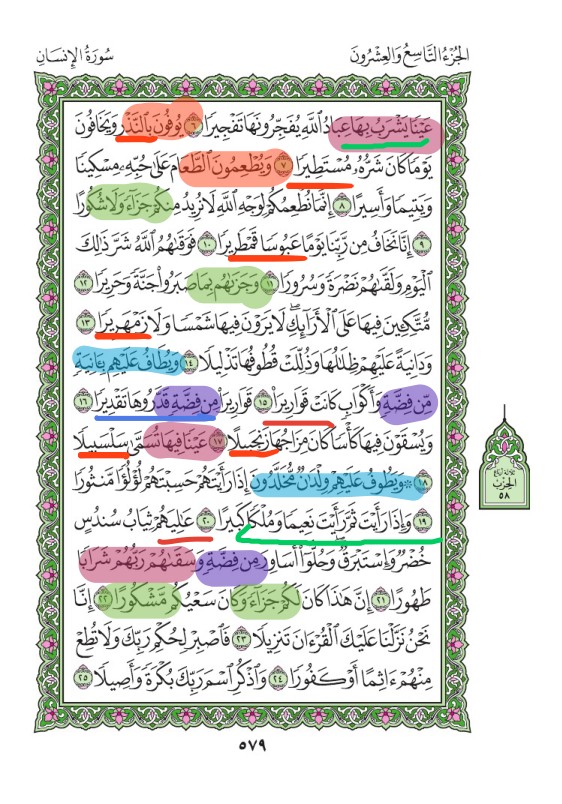 الجُزْءُ التَّاسِعُ وَالعِشْرُونَ
سُورَةُ الإِنسَانِ
عَيْنًا يَشْرَبُ بِهَا عِبَادُ ٱللَّهِ يُفَجِّرُونَهَا تَفْجِيرًا ٦ يُوفُونَ بِٱلنَّذْرِ وَيَخَافُونَ
يَوْمًا كَانَ شَرُّهُۥ مُسْتَطِيرًا ٧ وَيُطْعِمُونَ ٱلطَّعَامَ عَلَىٰ حُبِّهِۦ مِسْكِينًا
وَيَتِيمًا وَأَسِيرًا ٨ إِنَّمَا نُطْعِمُكُمْ لِوَجْهِ ٱللَّهِ لَا نُرِيدُ مِنكُمْ جَزَآءً وَلَا شُكُورًا
٩ إِنَّا نَخَافُ مِن رَّبِّنَا يَوْمًا عَبُوسًا قَمْطَرِيرًا ١٠ فَوَقَىٰهُمُ ٱللَّهُ شَرَّ ذَٰلِكَ
ٱلْيَوْمِ وَلَقَّىٰهُمْ نَضْرَةً وَسُرُورًا ١١ وَجَزَىٰهُم بِمَا صَبَرُوا۟ جَنَّةً وَحَرِيرًا ١٢
مُّتَّكِـِٔينَ فِيهَا عَلَى ٱلْأَرَآئِكِ ۖ لَا يَرَوْنَ فِيهَا شَمْسًا وَلَا زَمْهَرِيرًا ١٣
وَدَانِيَةً عَلَيْهِمْ ظِلَٰلُهَا وَذُلِّلَتْ قُطُوفُهَا تَذْلِيلًا ١٤ وَيُطَافُ عَلَيْهِم بِـَٔانِيَةٍ
مِّن فِضَّةٍ وَأَكْوَابٍ كَانَتْ قَوَارِيرَا۠ ١٥ قَوَارِيرَا۟ مِن فِضَّةٍ قَدَّرُوهَا تَقْدِيرًا ١٦
وَيُسْقَوْنَ فِيهَا كَأْسًا كَانَ مِزَاجُهَا زَنجَبِيلًا ١٧ عَيْنًا فِيهَا تُسَمَّىٰ سَلْسَبِيلًا
١٨ ۞ وَيَطُوفُ عَلَيْهِمْ وِلْدَٰنٌ مُّخَلَّدُونَ إِذَا رَأَيْتَهُمْ حَسِبْتَهُمْ لُؤْلُؤًا مَّنثُورًا
١٩ وَإِذَا رَأَيْتَ ثَمَّ رَأَيْتَ نَعِيمًا وَمُلْكًا كَبِيرًا ٢٠ عَٰلِيَهُمْ ثِيَابُ سُندُسٍ
خُضْرٌ وَإِسْتَبْرَقٌ ۖ وَحُلُّوٓا۟ أَسَاوِرَ مِن فِضَّةٍ وَسَقَىٰهُمْ رَبُّهُمْ شَرَابًا
طَهُورًا ٢١ إِنَّ هَٰذَا كَانَ لَكُمْ جَزَآءً وَكَانَ سَعْيُكُم مَّشْكُورًا ٢٢ إِنَّا
نَحْنُ نَزَّلْنَا عَلَيْكَ ٱلْقُرْءَانَ تَنزِيلًا ٢٣ فَٱصْبِرْ لِحُكْمِ رَبِّكَ وَلَا تُطِعْ
مِنْهُمْ ءَاثِمًا أَوْ كَفُورًا ٢٤ وَٱذْكُرِ ٱسْمَ رَبِّكَ بُكْرَةً وَأَصِيلًا ٢٥
الحِزْب
٥٨
٥٧٩